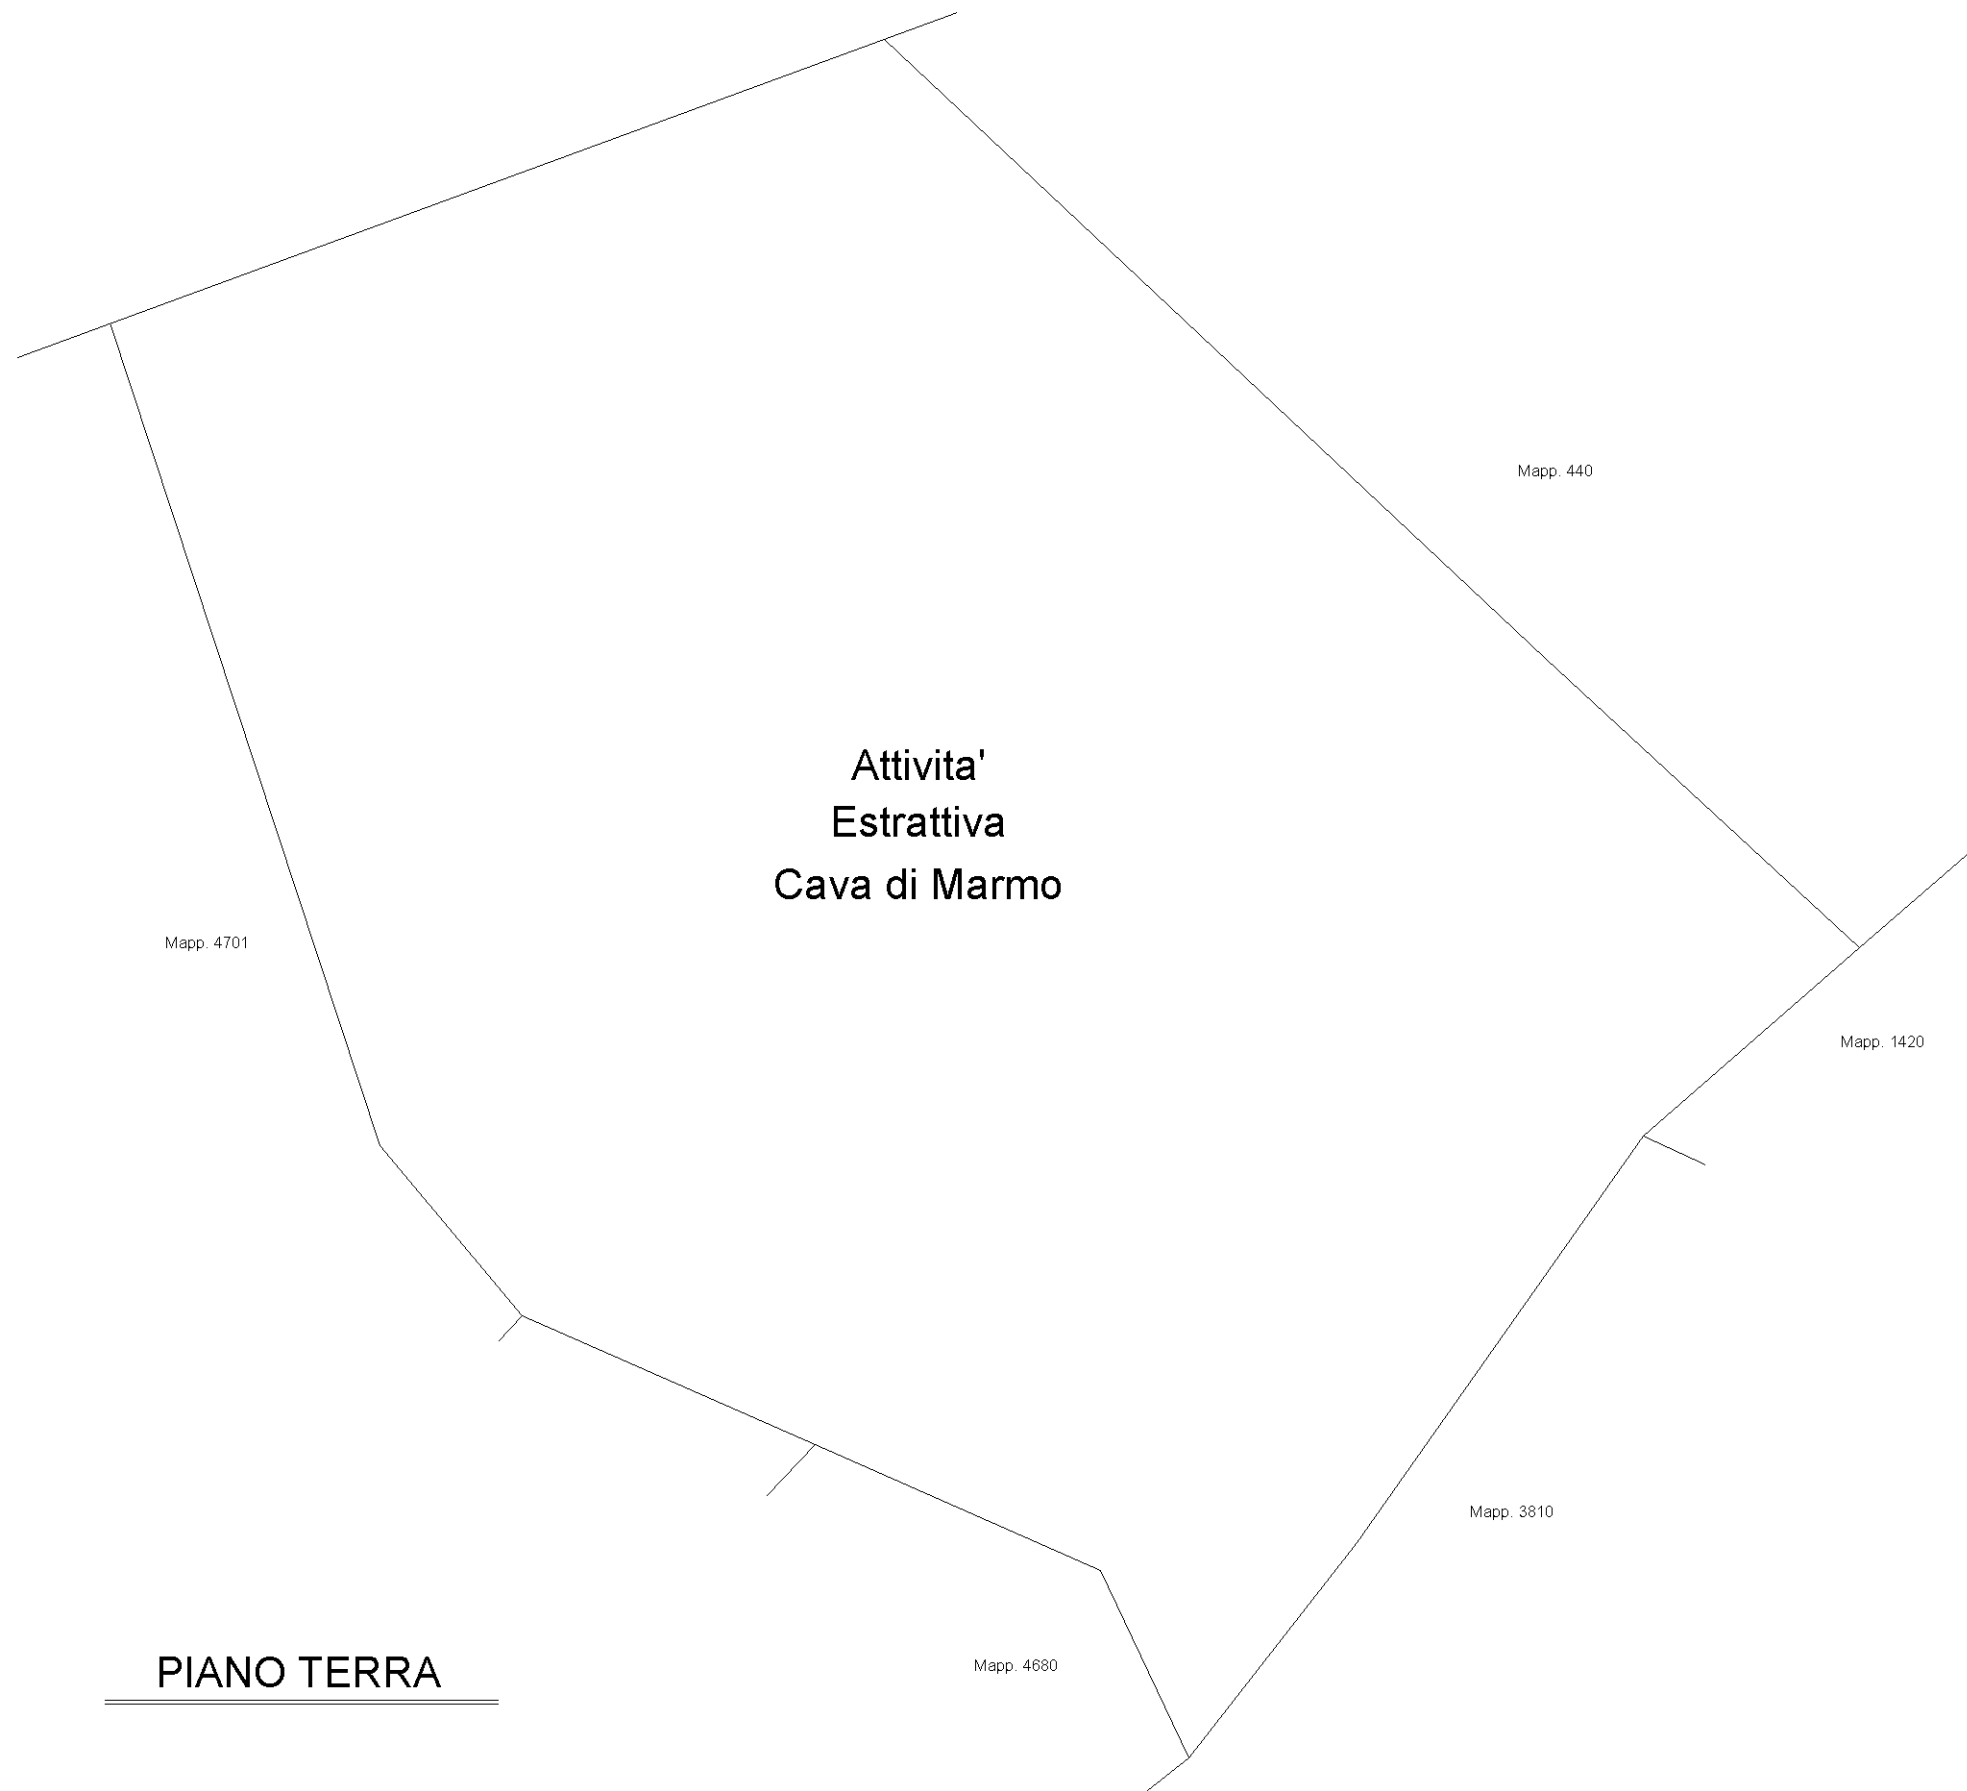 Mapp. 440
Attivita'
Estrattiva
Cava di Marmo
Mapp. 4701
Mapp. 1420
Mapp. 3810
Mapp. 4680
PIANO TERRA